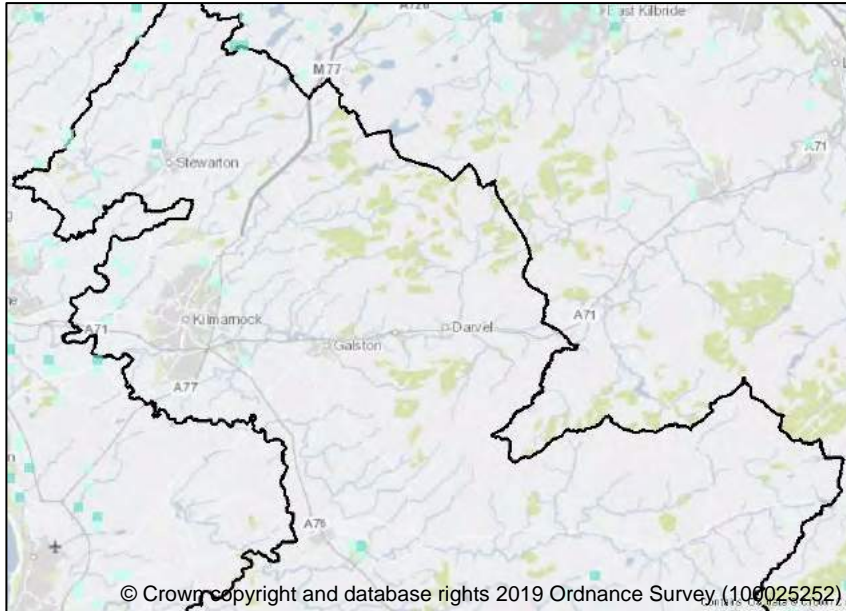 East Kilbride
M77
A71
Stewarton
Kilmarnock
A71
Darvel
A71
Galston
A77
A76
© Crown copyright and database rights 2019 Ordnance Survey (100025252)